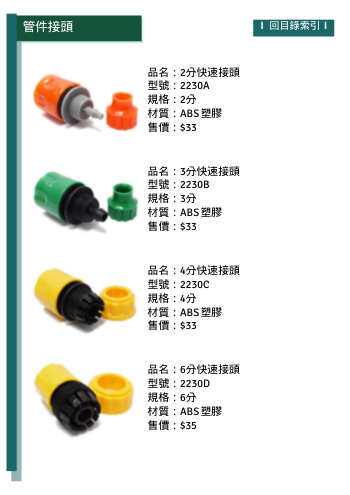 管件接頭
I 回目錄索引 I
品名：2分快速接頭
型號：2230A
規格：2分
材質：ABS 塑膠
售價：$33
品名：3分快速接頭
型號：2230B
規格：3分
材質：ABS 塑膠
售價：$33
品名：4分快速接頭
型號：2230C
規格：4分
材質：ABS 塑膠
售價：$33
品名：6分快速接頭
型號：2230D
規格：6分
材質：ABS 塑膠
售價：$35